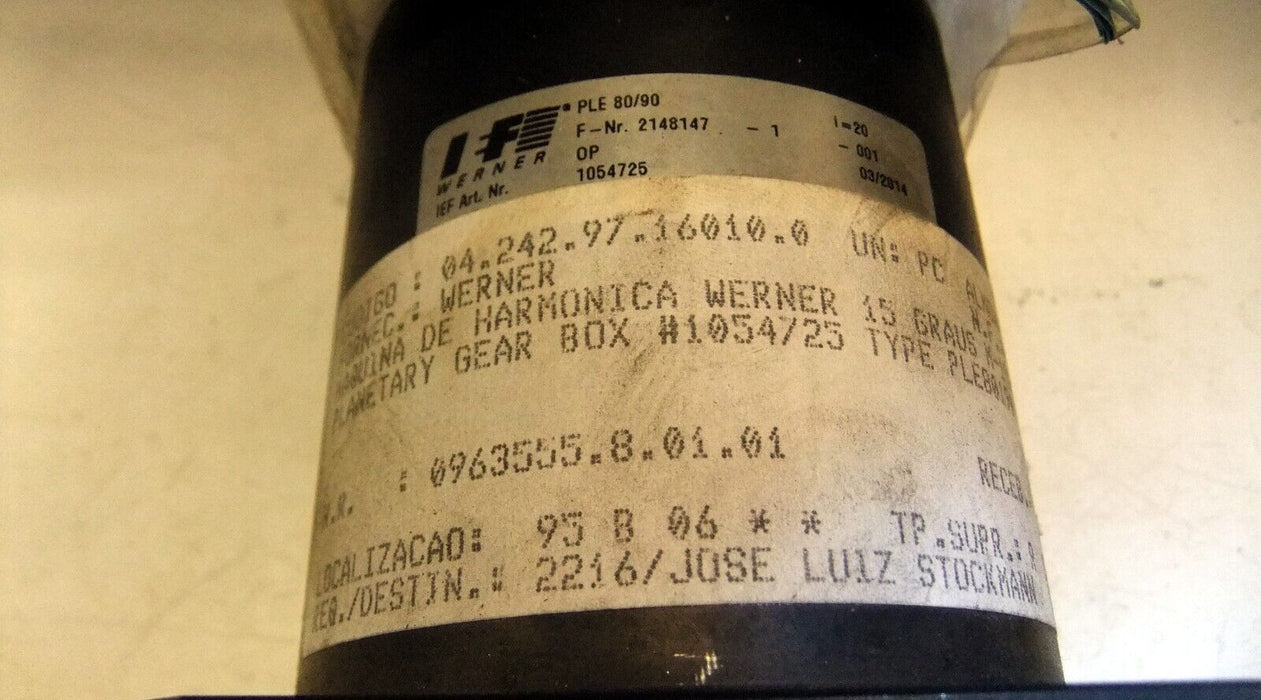 IEF PLE 80/90
WERNER F-Nr. 2148147 - 1 i=20
OP - 001
IEF Art. Nr. 1054725 03/2014
: 04.242.97.16010.0 UN: PC
.: WERNER
DE HARMONICA WERNER 15 GRAUS
PLANETARY GEAR BOX #1054725 TYPE
: 0963555.8.01.01
LOCALIZACAO: 95 B 06 * * TP.SUPR.:
REQ./DESTIN.: 2216/JOSE LUIZ STOCKMANN